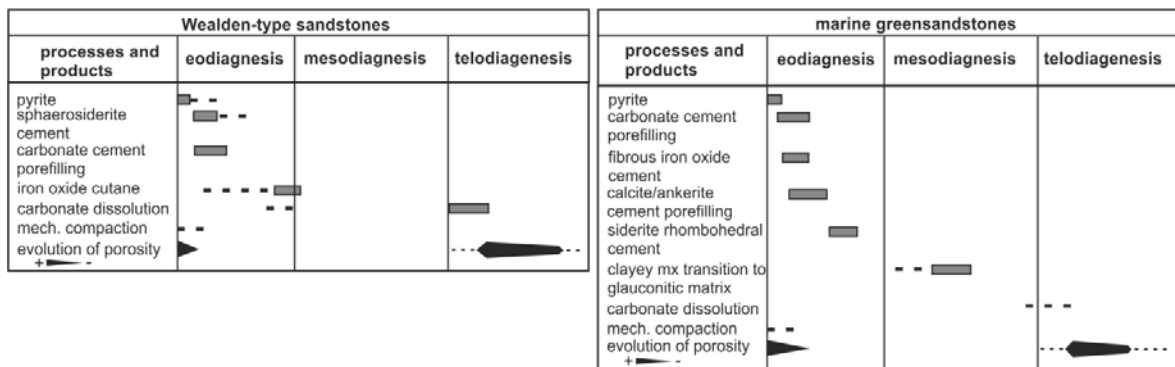 Wealden-type sandstones
processes and products
eodiagnesis
mesodiagnesis
telodiagenesis
pyrite
sphaerosiderite
cement
carbonate cement
porefilling
iron oxide cutane
carbonate dissolution
mech. compaction
evolution of porosity
+ -
marine greensandstones
processes and
products
eodiagnesis
mesodiagnesis
telodiagenesis
pyrite
carbonate cement
porefilling
fibrous iron oxide
cement
calcite/ankerite
cement porefilling
siderite rhombohedral
cement
clayey mx transition to
glauconitic matrix
carbonate dissolution
mech. compaction
evolution of porosity
+ -